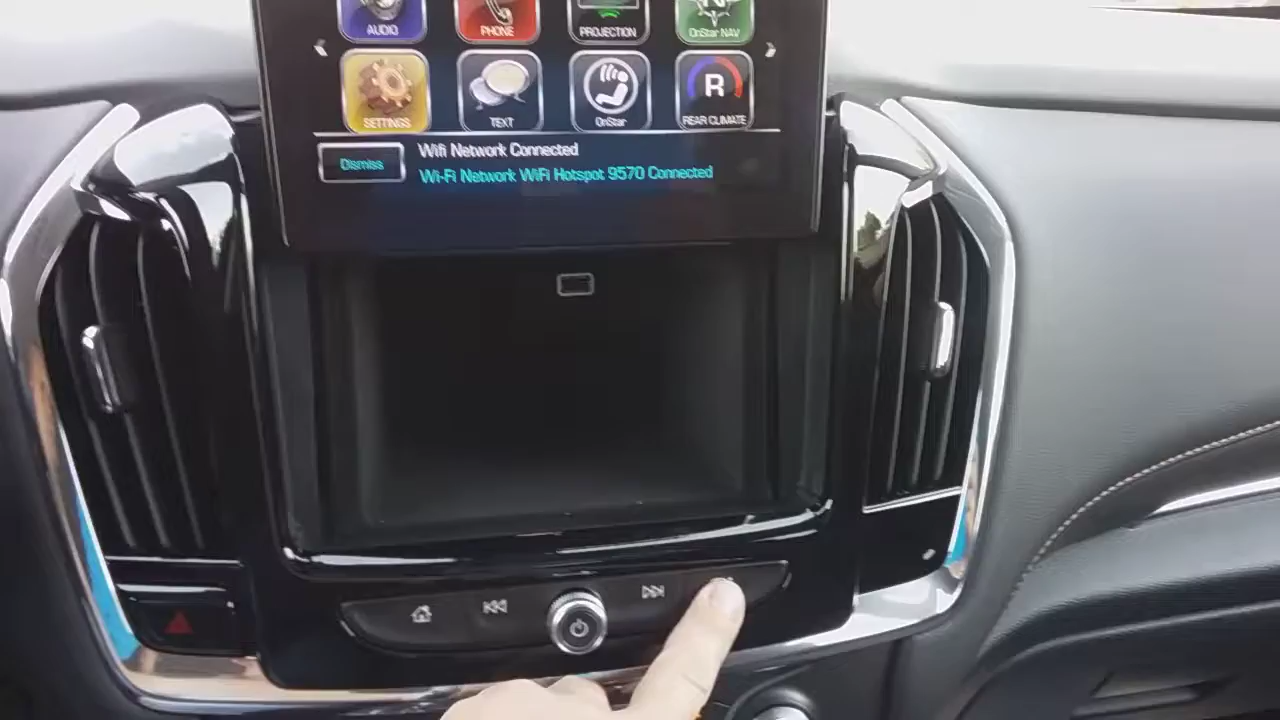 AUDIO
PHONE
PROJECTION
OnStar NAV
SETTINGS
TEXT
OnStar
REAR CLIMATE
R
Dismiss
Wifi Network Connected
Wi-Fi Network WiFi Hotspot 9570 Connected